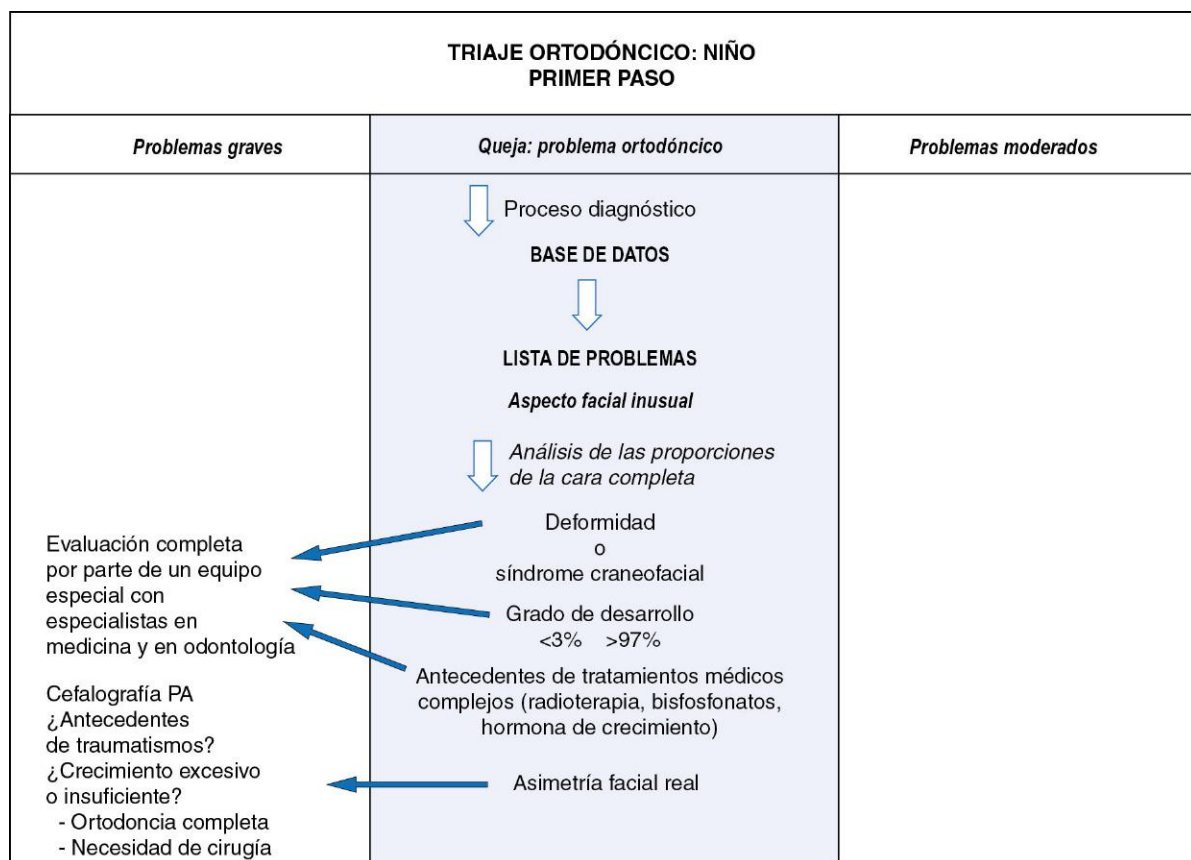 TRIAJE ORTODÓNCICO: NIÑO
PRIMER PASO
Problemas graves
Queja: problema ortodóncico
Problemas moderados
Proceso diagnóstico
BASE DE DATOS
LISTA DE PROBLEMAS
Aspecto facial inusual
Análisis de las proporciones
de la cara completa
Deformidad
o
síndrome craneofacial
Grado de desarrollo
<3% >97%
Antecedentes de tratamientos médicos
complejos (radioterapia, bisfosfonatos,
hormona de crecimiento)
Asimetría facial real
Evaluación completa
por parte de un equipo
especial con
especialistas en
medicina y en odontología
Cefalografía PA
¿Antecedentes
de traumatismos?
¿Crecimiento excesivo
o insuficiente?
- Ortodoncia completa
- Necesidad de cirugía